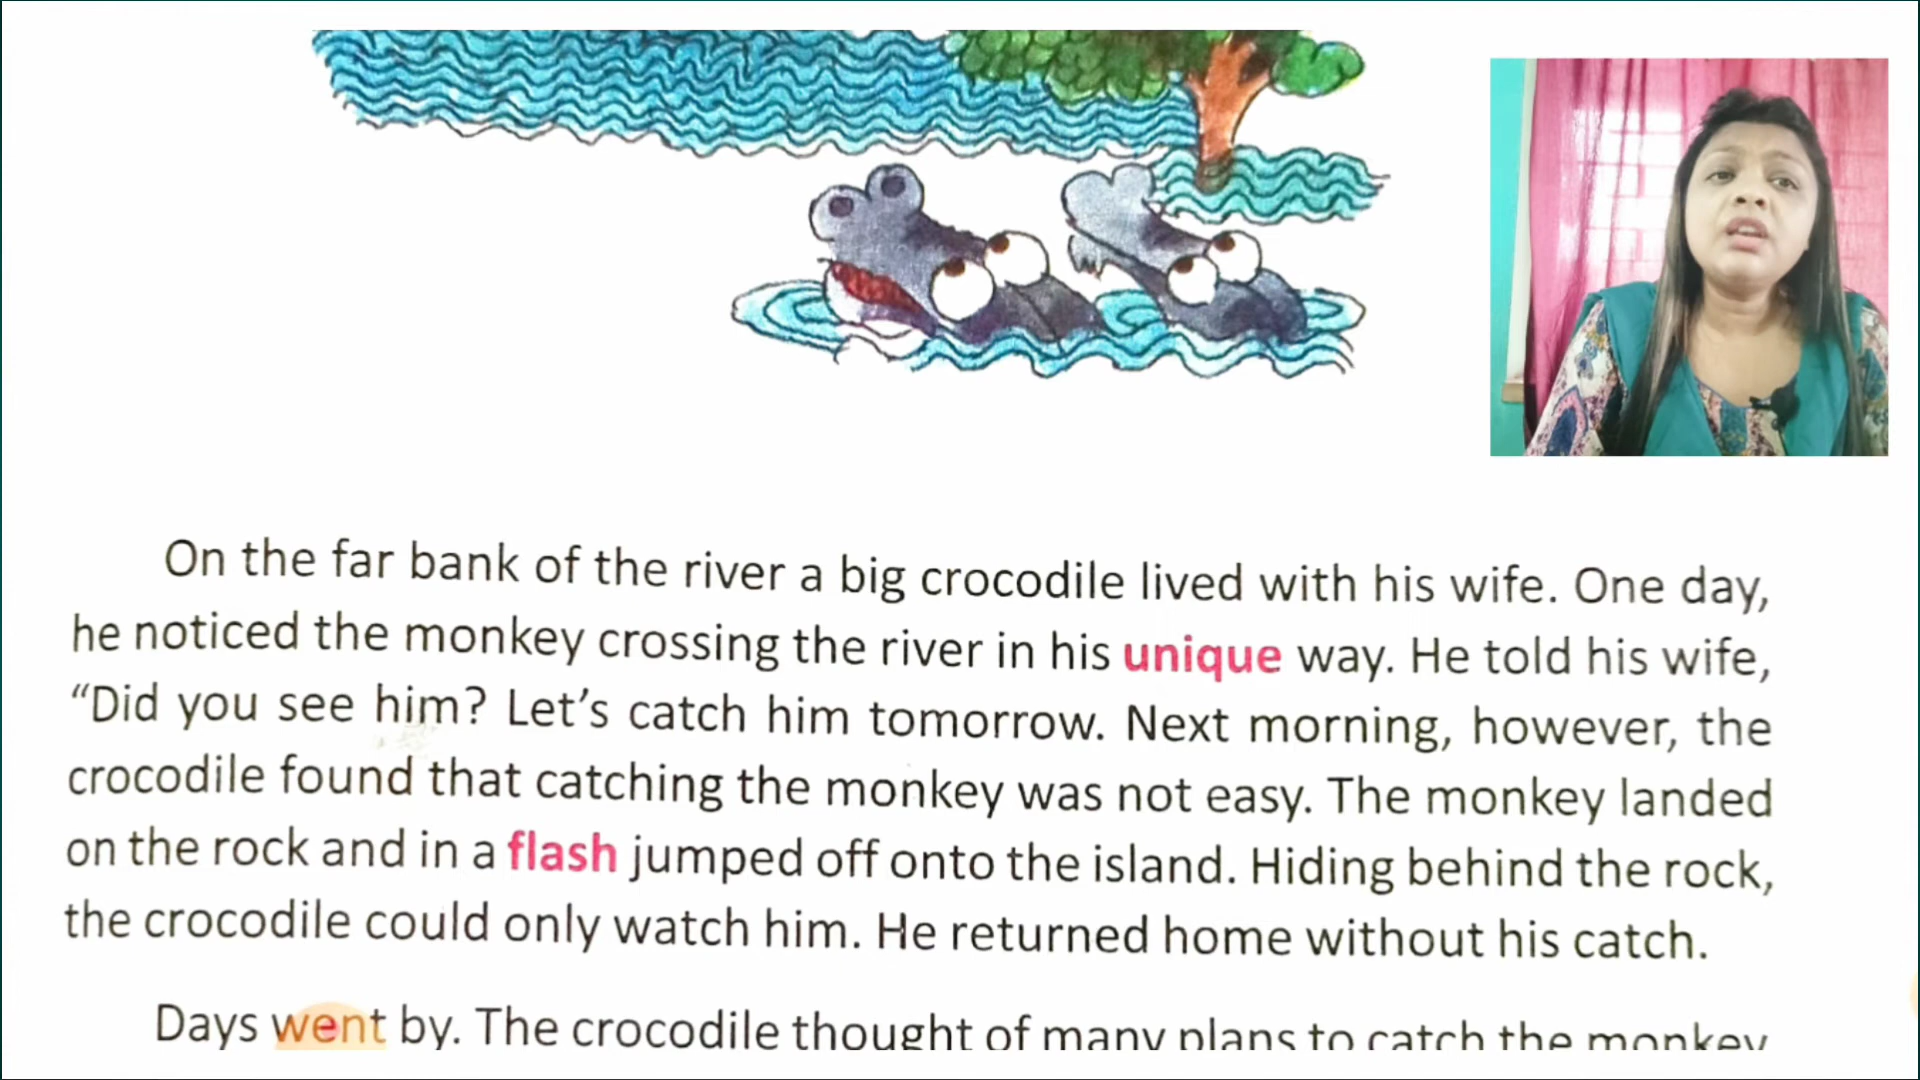 On the far bank of the river a big crocodile lived with his wife. One day,
he noticed the monkey crossing the river in his unique way. He told his wife,
“Did you see him? Let’s catch him tomorrow. Next morning, however, the
crocodile found that catching the monkey was not easy. The monkey landed
on the rock and in a flash jumped off onto the island. Hiding behind the rock,
the crocodile could only watch him. He returned home without his catch.
Days went by. The crocodile thought of many plans to catch the monkey